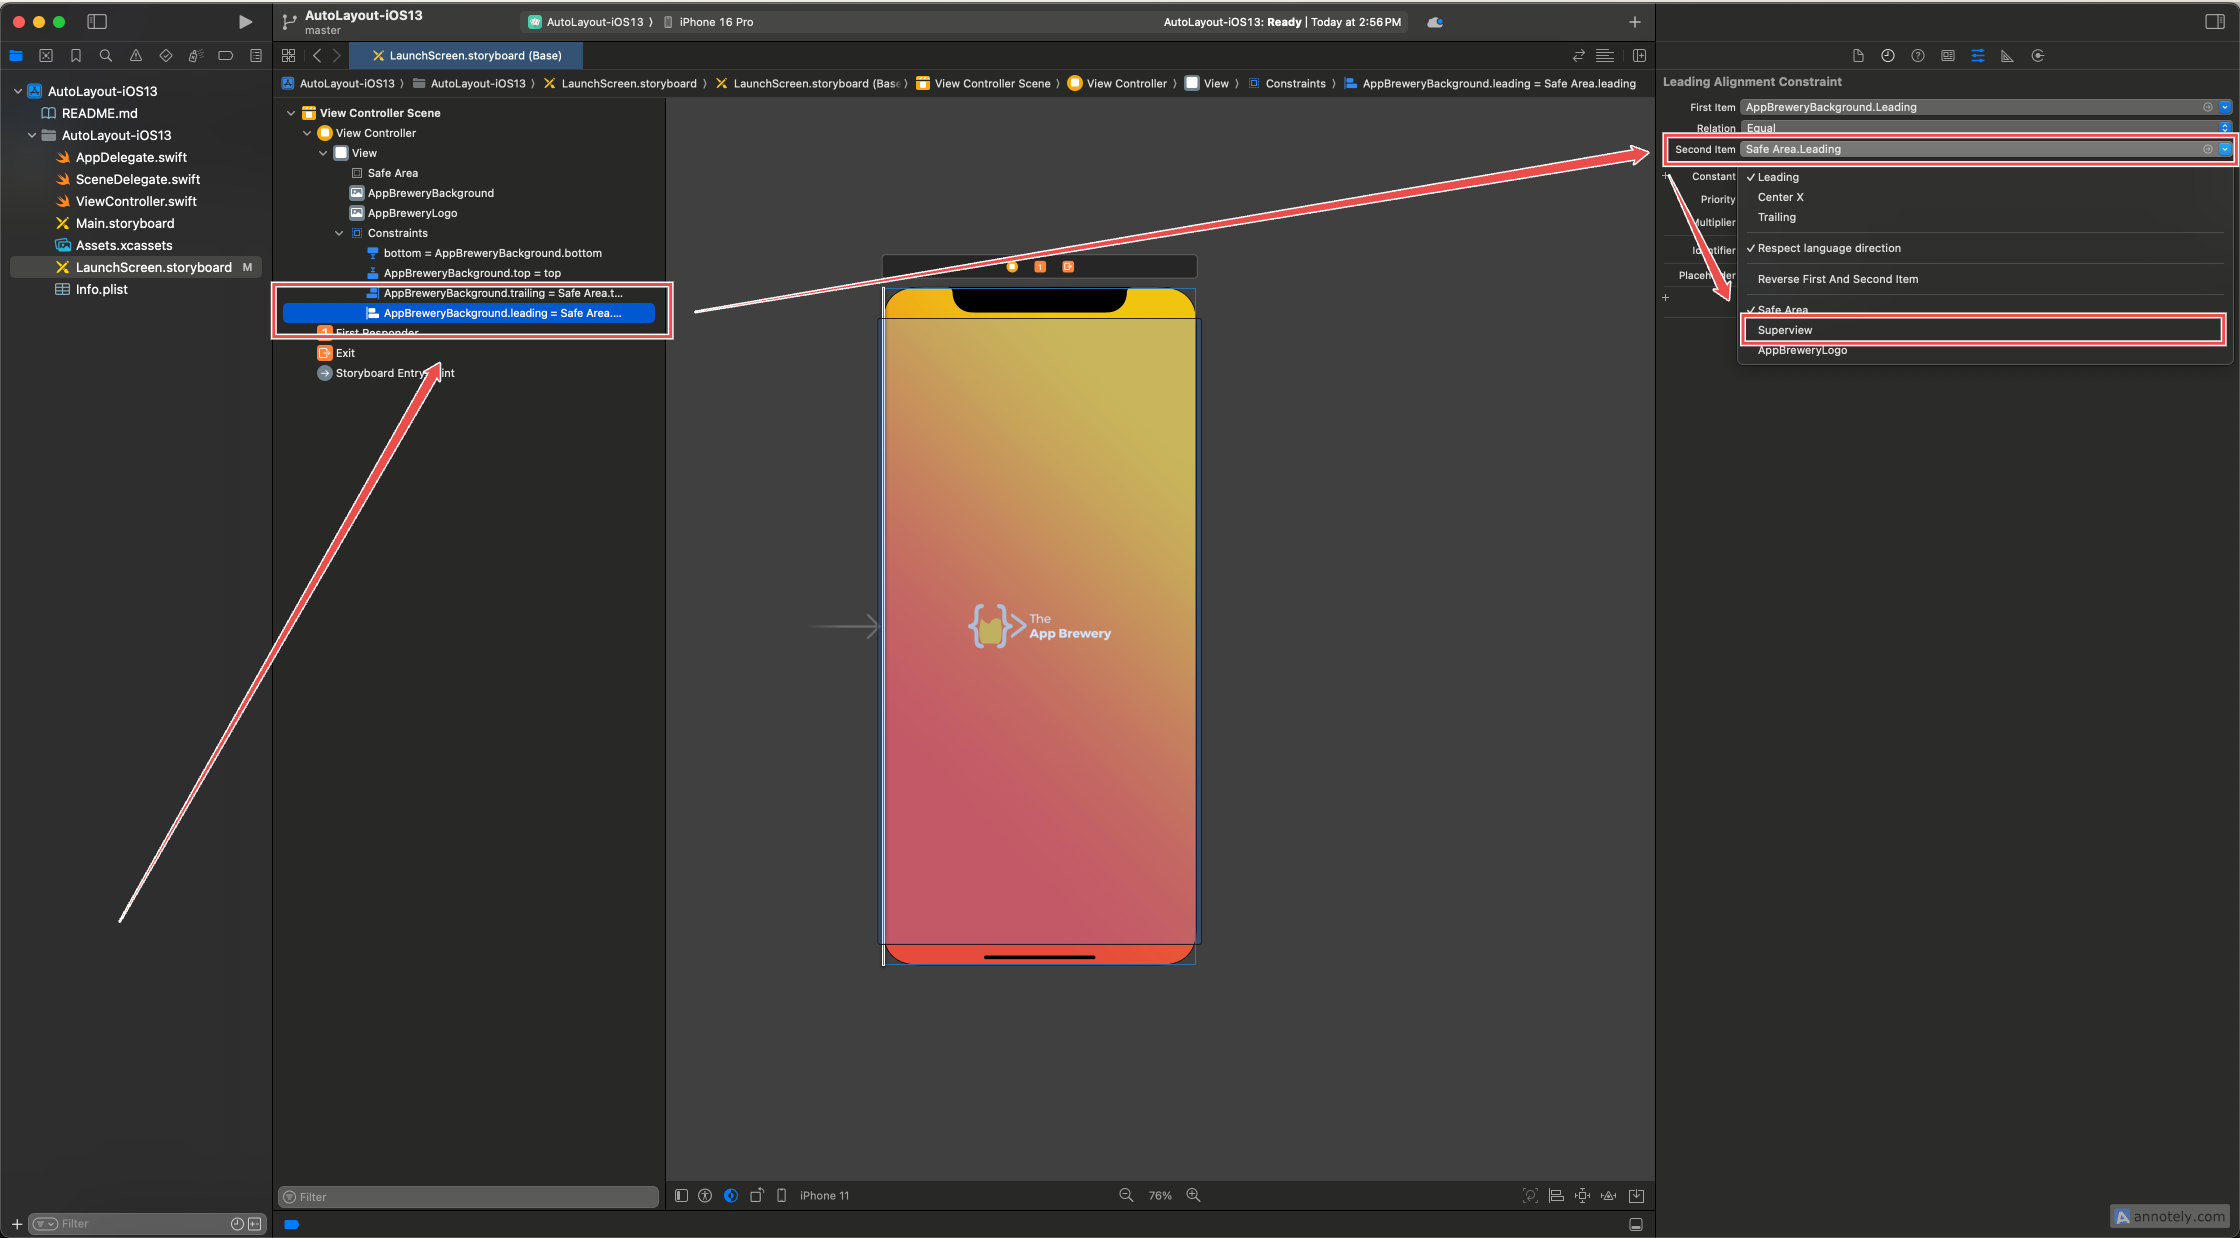 AutoLayout-iOS13
master
AutoLayout-iOS13 〉 iPhone 16 Pro
AutoLayout-iOS13: Ready | Today at 2:56 PM
LaunchScreen.storyboard (Base)
AutoLayout-iOS13 〉 AutoLayout-iOS13 〉 LaunchScreen.storyboard 〉 LaunchScreen.storyboard (Base 〉 View Controller Scene 〉 View Controller 〉 View 〉 Constraints 〉 AppBreweryBackground.leading = Safe Area.leading
AutoLayout-iOS13
README.md
AutoLayout-iOS13
AppDelegate.swift
SceneDelegate.swift
ViewController.swift
Main.storyboard
Assets.xcassets
LaunchScreen.storyboard M
Info.plist
Filter
View Controller Scene
View Controller
View
Safe Area
AppBreweryBackground
AppBreweryLogo
Constraints
bottom = AppBreweryBackground.bottom
AppBreweryBackground.top = top
AppBreweryBackground.trailing = Safe Area.t...
AppBreweryBackground.leading = Safe Area....
First Responder
Exit
Storyboard Entry int
Filter
The
App Brewery
iPhone 11
76%
Leading Alignment Constraint
First Item AppBreweryBackground.Leading
Relation Equal
Second Item Safe Area.Leading
Constant
Priority
Multiplier
Identifier
Placeholder
Leading
Center X
Trailing
Respect language direction
Reverse First And Second Item
Safe Area
Superview
AppBreweryLogo
annotely.com